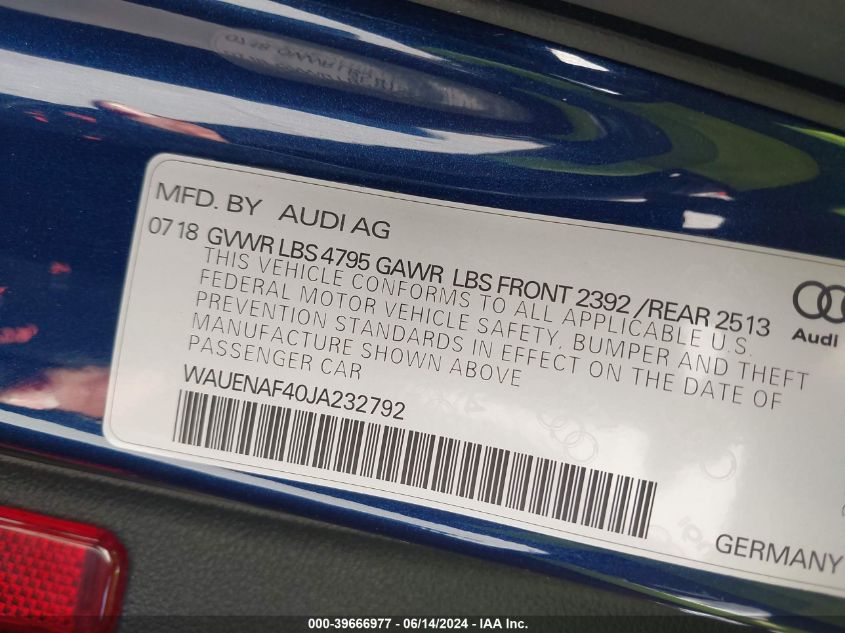 MFD. BY AUDI AG
07 18 GVWR LBS 4795 GAWR LBS FRONT 2392 /REAR 2513
THIS VEHICLE CONFORMS TO ALL APPLICABLE U.S.
FEDERAL MOTOR VEHICLE SAFETY, BUMPER AND THEFT
PREVENTION STANDARDS IN EFFECT ON THE DATE OF
MANUFACTURE SHOWN ABOVE
PASSENGER CAR
WAUENAF40JA232792
Audi
GERMANY
000-39666977 - 06/14/2024 - IAA Inc.